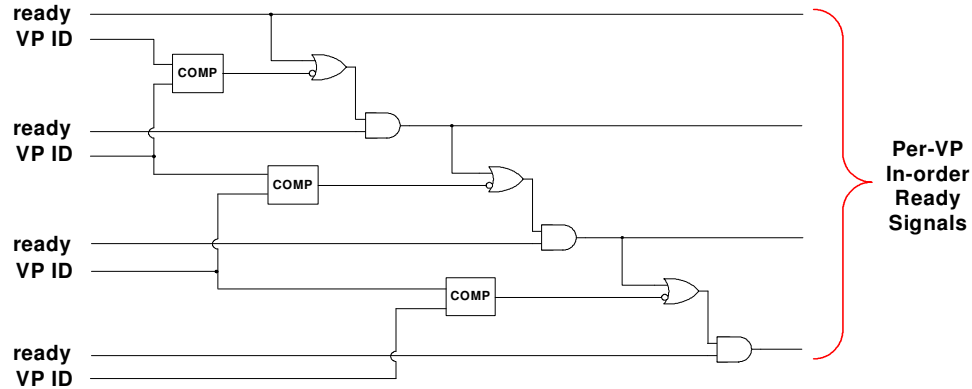 ready
VP ID
COMP
ready
VP ID
COMP
ready
VP ID
COMP
ready
VP ID
Per-VP
In-order
Ready
Signals